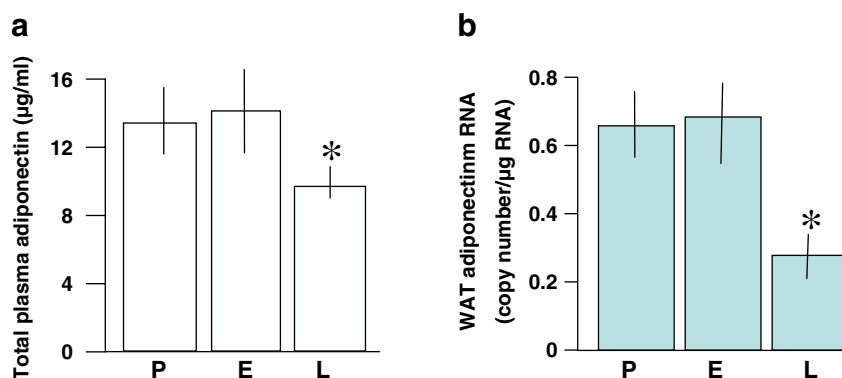 a
Total plasma adiponectin (µg/ml)
16
12
8
4
0
*
P E L
b
WAT adiponectinm RNA
(copy number/µg RNA)
0.8
0.6
0.4
0.2
0
*
P E L